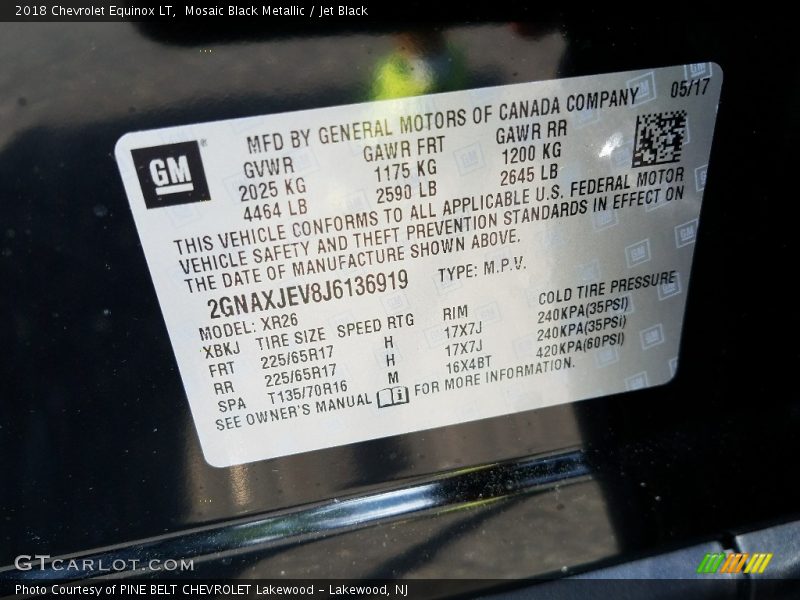 2018 Chevrolet Equinox LT, Mosaic Black Metallic / Jet Black
05/17
MFD BY GENERAL MOTORS OF CANADA COMPANY
GM
GVWR GAWR FRT GAWR RR
2025 KG 1175 KG 1200 KG
4464 LB 2590 LB 2645 LB
THIS VEHICLE CONFORMS TO ALL APPLICABLE U.S. FEDERAL MOTOR
VEHICLE SAFETY AND THEFT PREVENTION STANDARDS IN EFFECT ON
THE DATE OF MANUFACTURE SHOWN ABOVE.
2GNAXJEV8J6136919 TYPE: M.P.V.
MODEL: XR26
XBKJ TIRE SIZE SPEED RTG RIM COLD TIRE PRESSURE
FRT 225/65R17 H 17X7J 240KPA(35PSI)
RR 225/65R17 H 17X7J 240KPA(35PSI)
SPA T135/70R16 M 16X4BT 420KPA(60PSI)
SEE OWNER'S MANUAL FOR MORE INFORMATION.
GTCARLOT.COM
Photo Courtesy of PINE BELT CHEVROLET Lakewood - Lakewood, NJ